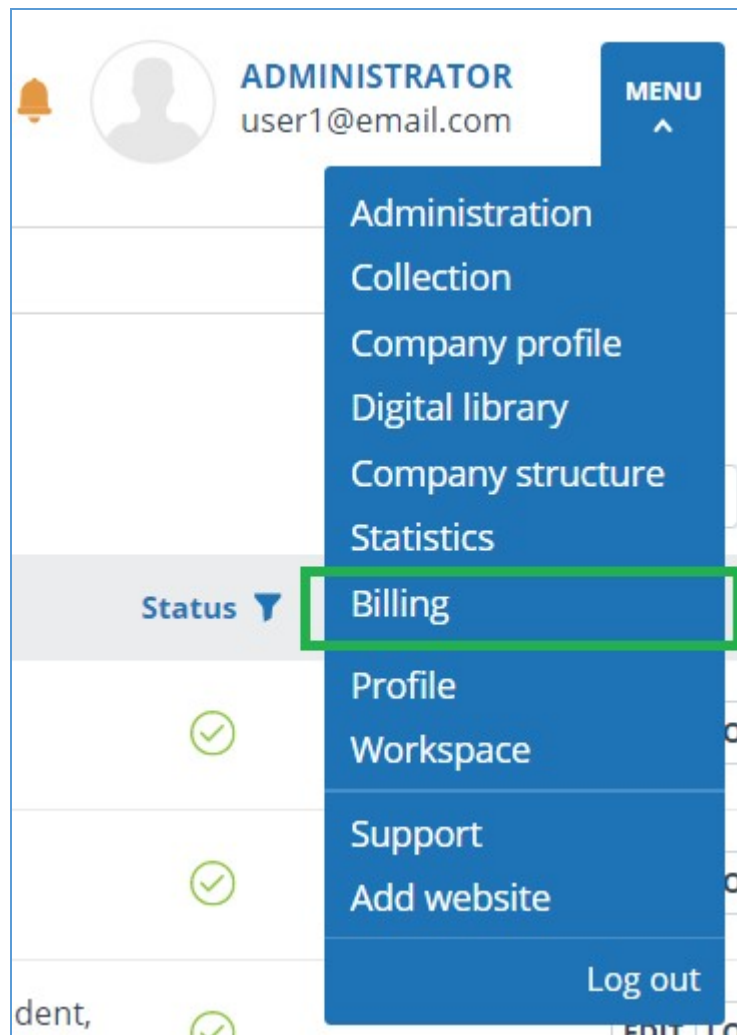 ADMINISTRATOR
user1@email.com
MENU
Administration
Collection
Company profile
Digital library
Company structure
Statistics
Status
Billing
Profile
Workspace
Support
Add website
Log out
dent,
EDIT